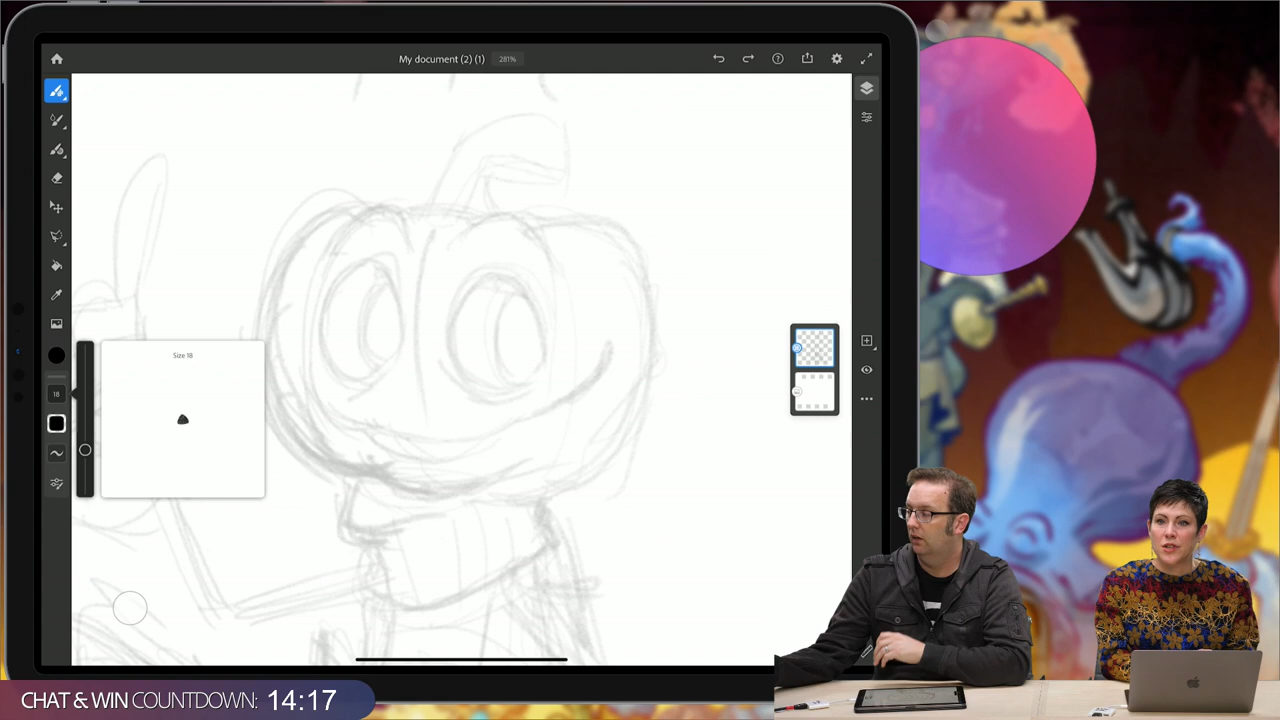 My document (2) (1) 281%
Size 18
18
CHAT & WIN COUNTDOWN: 14:17